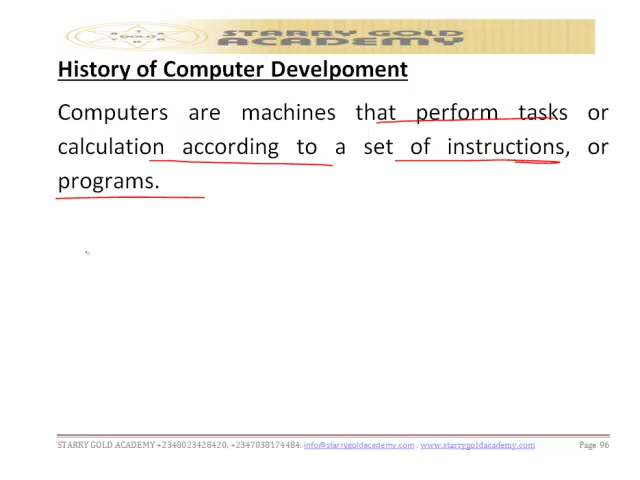 STARRY GOLD
ACADEMY
History of Computer Develpoment
Computers are machines that perform tasks or
calculation according to a set of instructions, or
programs.
STARRY GOLD ACADEMY +2348023428420, +2347038174484, info@starrygoldacademy.com , www.starrygoldacademy.com Page 96